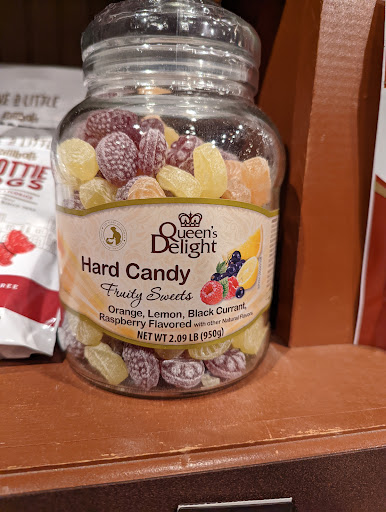 Queen's
Delight
Hard Candy
Fruity Sweets
Orange, Lemon, Black Currant,
Raspberry Flavored with other Natural Flavors
NET WT 2.09 LB (950g)